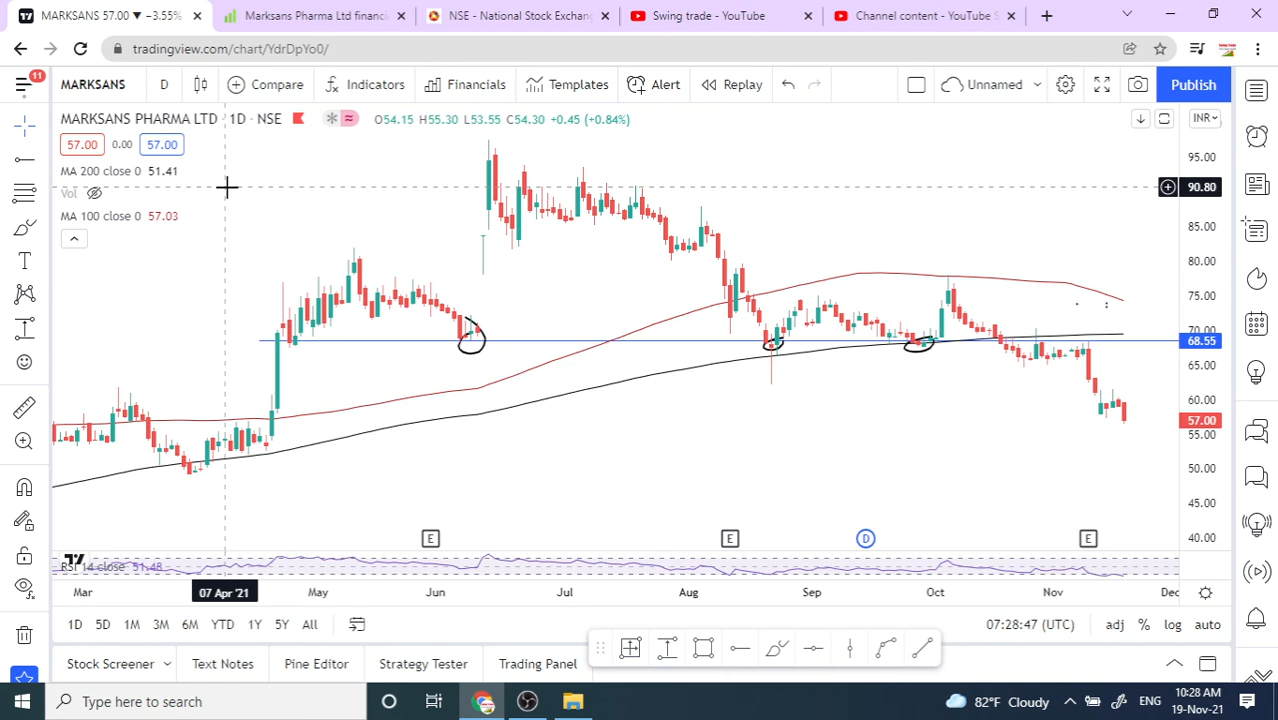 MARKSANS 57.00 ▼ −3.55%
Marksans Pharma Ltd financi
NSE - National Stock Exchang
Swing trade - YouTube
Channel content - YouTube S
tradingview.com/chart/YdrDpYo0/
11
MARKSANS
D
Compare
Indicators
Financials
Templates
Alert
Replay
Unnamed
Publish
MARKSANS PHARMA LTD · 1D · NSE
O54.15 H55.30 L53.55 C54.30 +0.45 (+0.84%)
INR
57.00
0.00
57.00
MA 200 close 0 51.41
Vol
MA 100 close 0 57.03
95.00
90.80
85.00
80.00
75.00
70.00
68.55
65.00
60.00
57.00
55.00
50.00
45.00
40.00
E
E
D
E
RSI 14 close 51.48
Mar
07 Apr '21
May
Jun
Jul
Aug
Sep
Oct
Nov
Dec
1D
5D
1M
3M
6M
YTD
1Y
5Y
All
07:28:47 (UTC)
adj
%
log
auto
Stock Screener
Text Notes
Pine Editor
Strategy Tester
Trading Panel
Type here to search
82°F Cloudy
ENG
10:28 AM
19-Nov-21